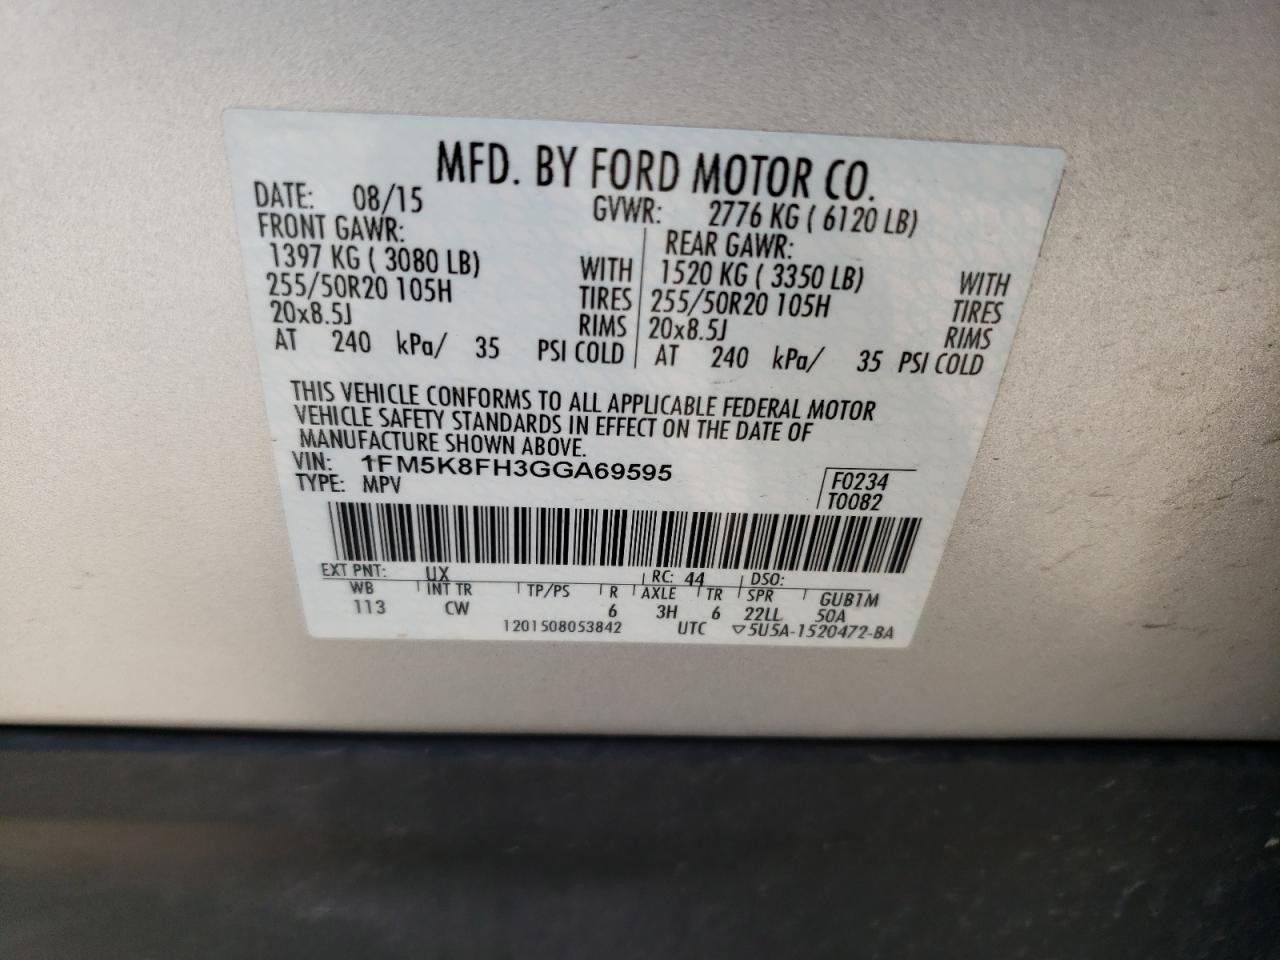 MFD. BY FORD MOTOR CO.
DATE: 08/15 GVWR: 2776 KG ( 6120 LB)
FRONT GAWR: REAR GAWR:
1397 KG ( 3080 LB) WITH 1520 KG ( 3350 LB) WITH
255/50R20 105H TIRES 255/50R20 105H TIRES
20x8.5J RIMS 20x8.5J RIMS
AT 240 kPa/ 35 PSI COLD AT 240 kPa/ 35 PSI COLD
THIS VEHICLE CONFORMS TO ALL APPLICABLE FEDERAL MOTOR
VEHICLE SAFETY STANDARDS IN EFFECT ON THE DATE OF
MANUFACTURE SHOWN ABOVE.
VIN: 1FM5K8FH3GGA69595
TYPE: MPV
F0234
T0082
EXT PNT: UX RC: 44 DSO:
WB INT TR TP/PS R AXLE TR SPR GUB1M
113 CW 6 3H 6 22LL 50A
1201508053842 UTC ▽5U5A-1520472-BA